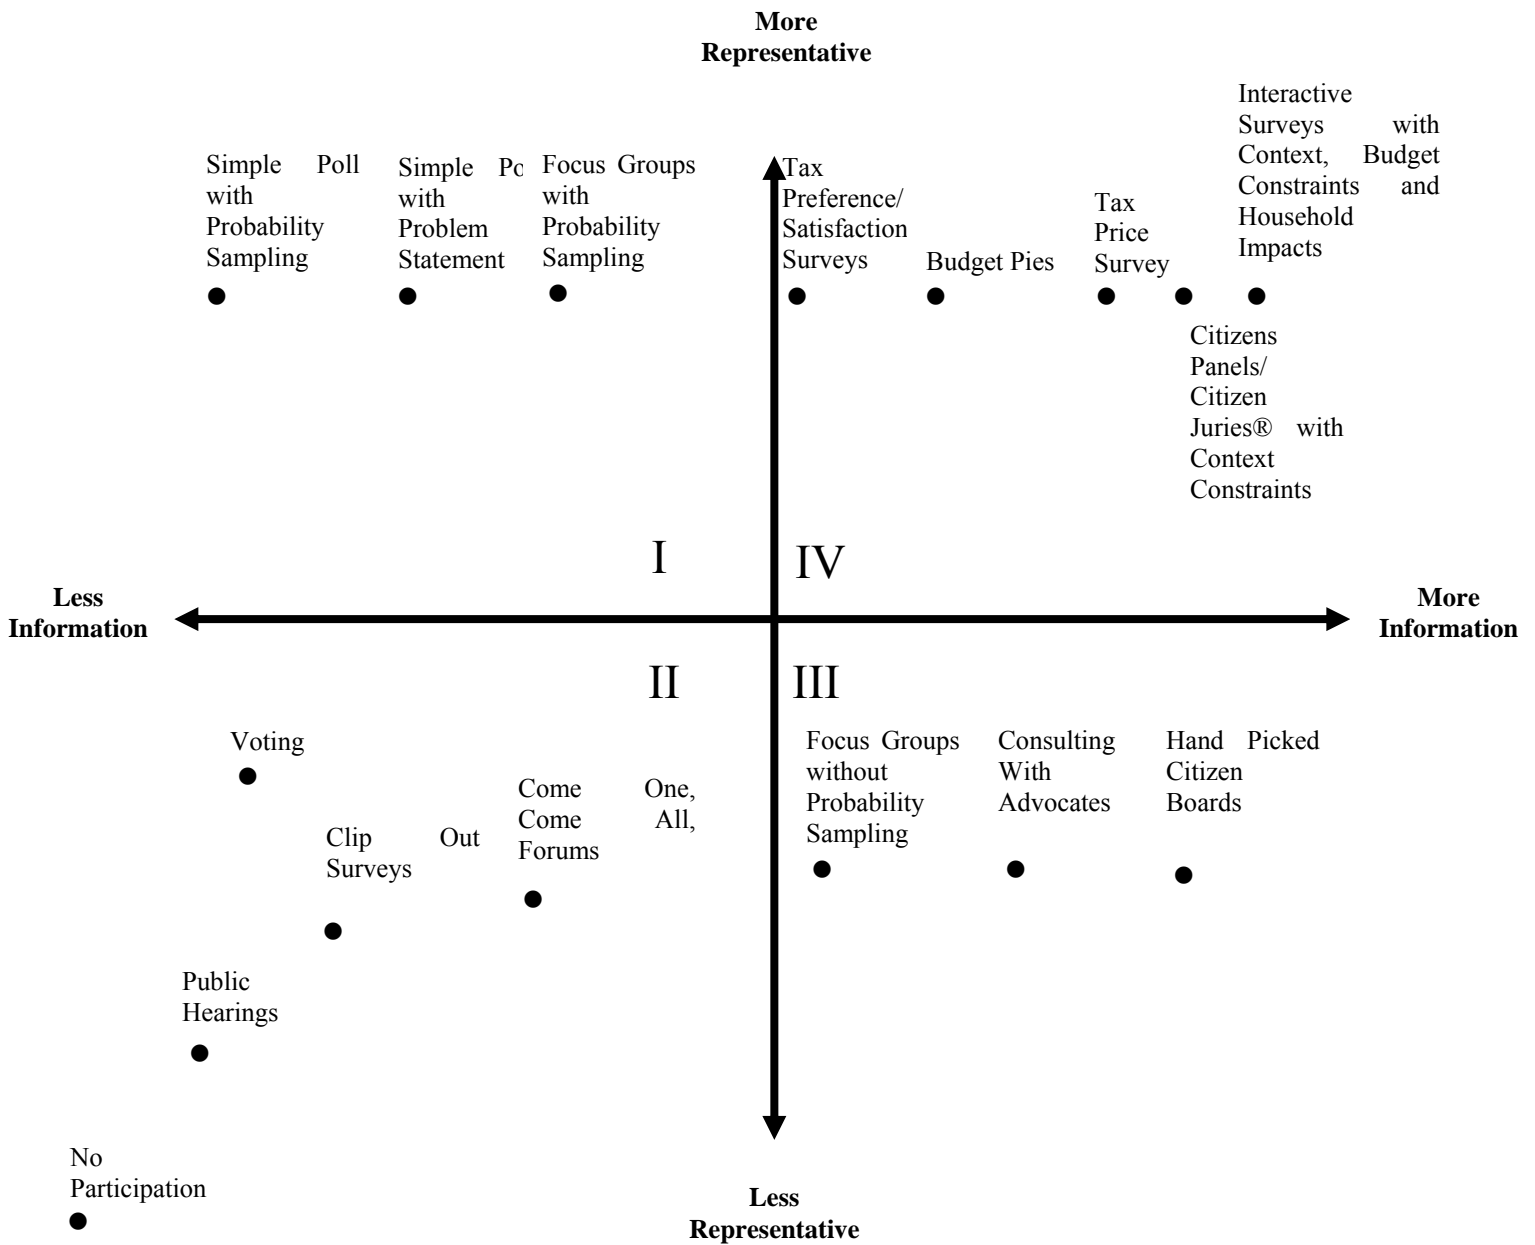 More
Representative
Simple Poll
with
Probability
Sampling
Simple Po
with
Problem
Statement
Focus Groups
with
Probability
Sampling
Tax
Preference/
Satisfaction
Surveys
Budget Pies
Tax
Price
Survey
Interactive
Surveys with
Context, Budget
Constraints and
Household
Impacts
Citizens
Panels/
Citizen
Juries® with
Context
Constraints
I
IV
Less
Information
More
Information
II
III
Voting
Clip Out
Surveys
Come One,
Come All,
Forums
Focus Groups
without
Probability
Sampling
Consulting
With
Advocates
Hand Picked
Citizen
Boards
Public
Hearings
No
Participation
Less
Representative